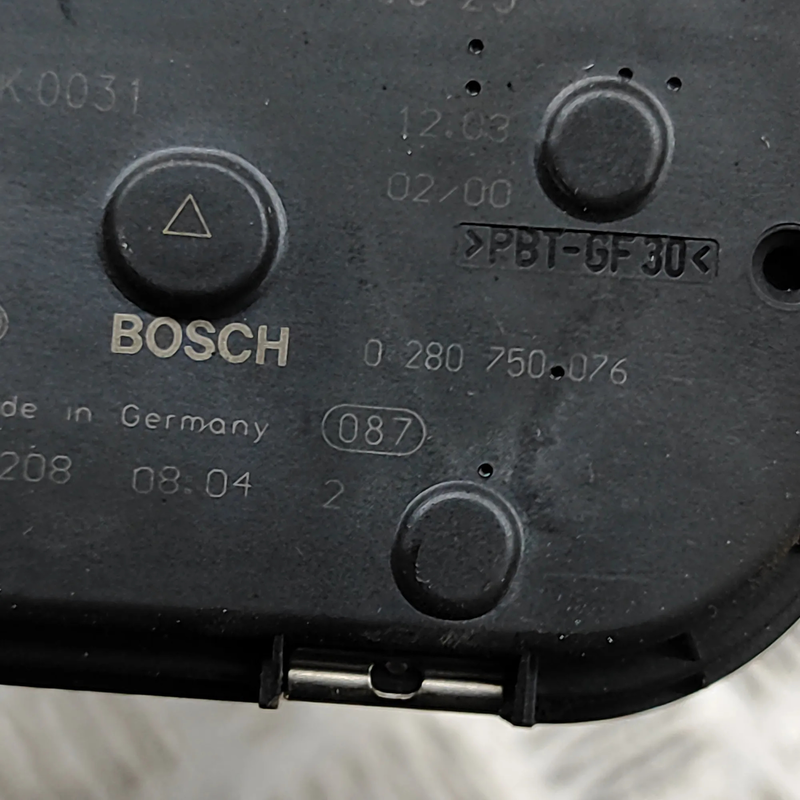 K0031
12.03
02/00
>PBT-GF30<
BOSCH 0 280 750 076
de in Germany 087
208 08.04 2